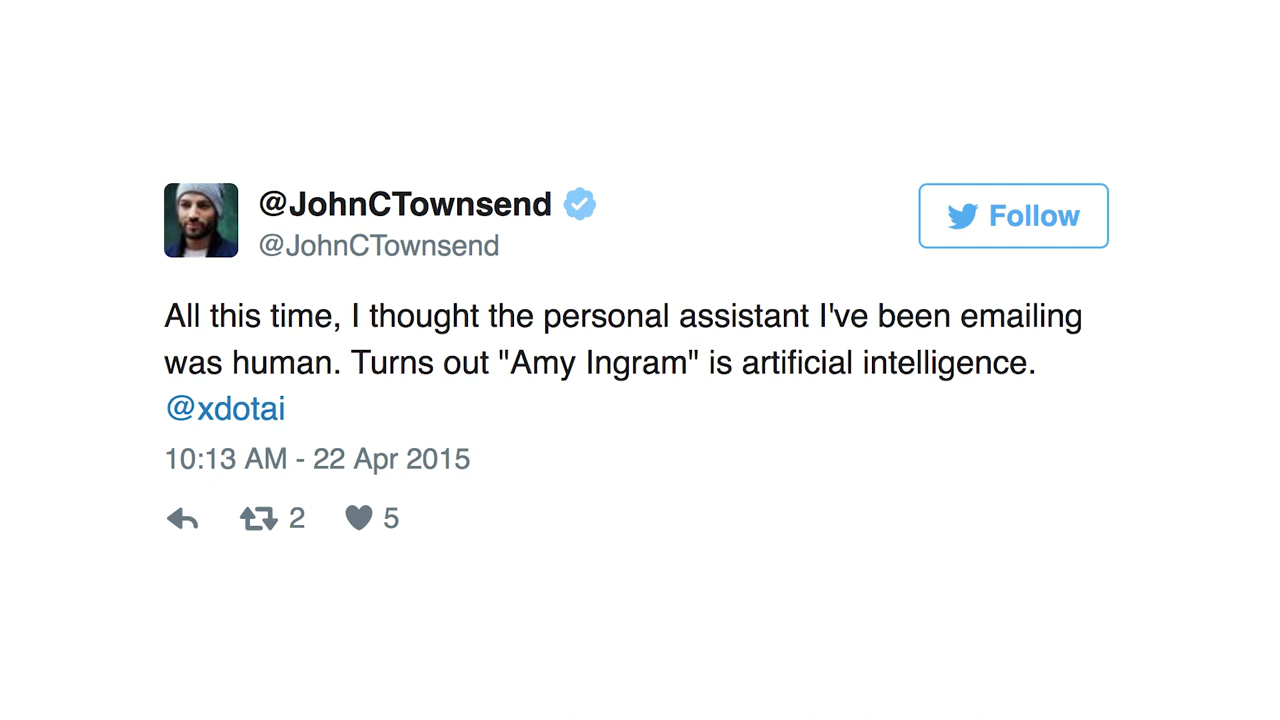 @JohnCTownsend
@JohnCTownsend
Follow
All this time, I thought the personal assistant I've been emailing
was human. Turns out "Amy Ingram" is artificial intelligence.
@xdotai
10:13 AM - 22 Apr 2015
2 5